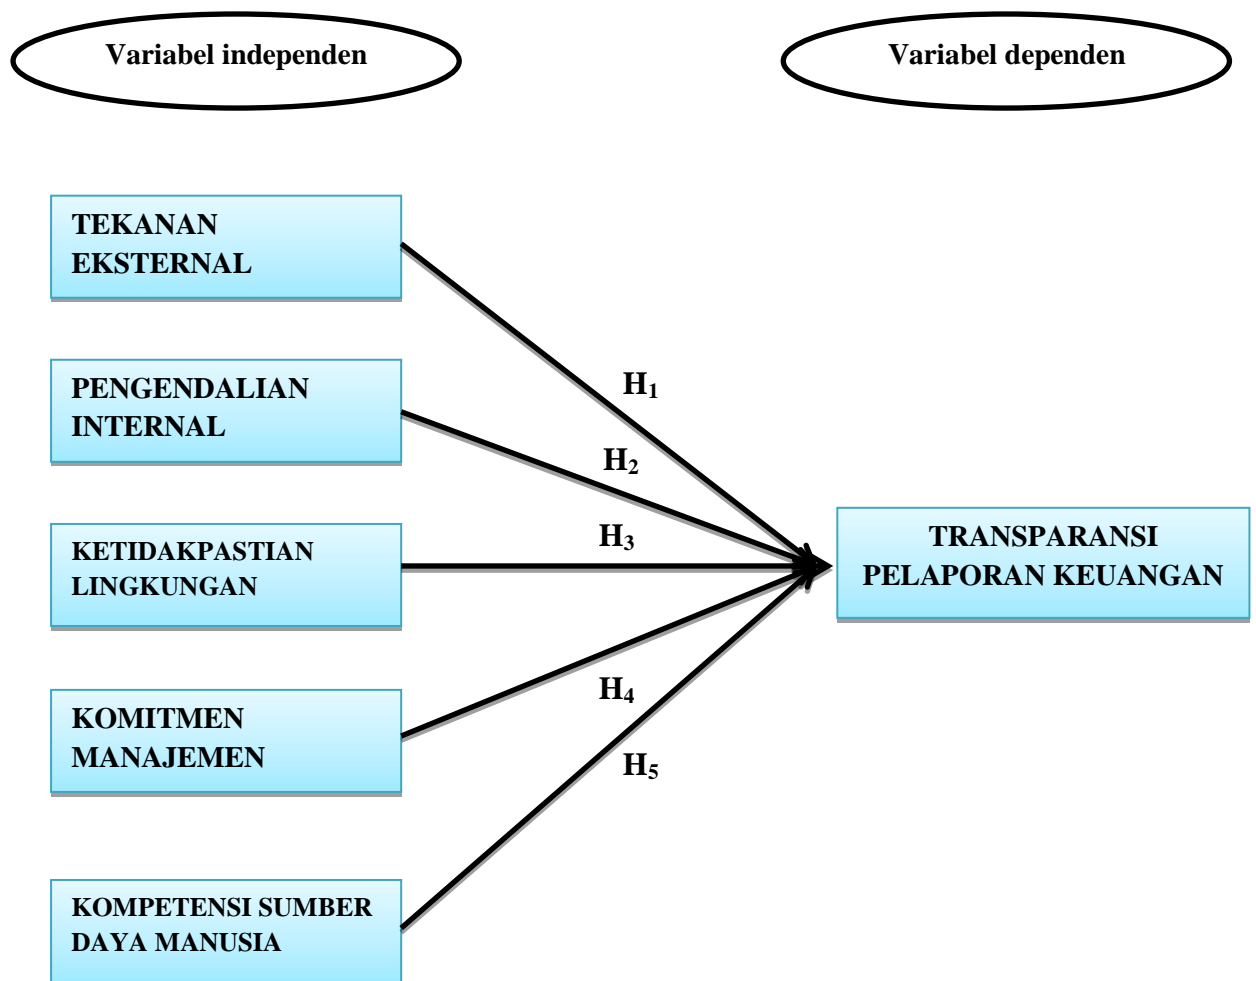 Variabel independen
Variabel dependen
TEKANAN
EKSTERNAL
PENGENDALIAN
INTERNAL
KETIDAKPASTIAN
LINGKUNGAN
KOMITMEN
MANAJEMEN
KOMPETENSI SUMBER
DAYA MANUSIA
H₁
H₂
H₃
H₄
H₅
TRANSPARANSI
PELAPORAN KEUANGAN